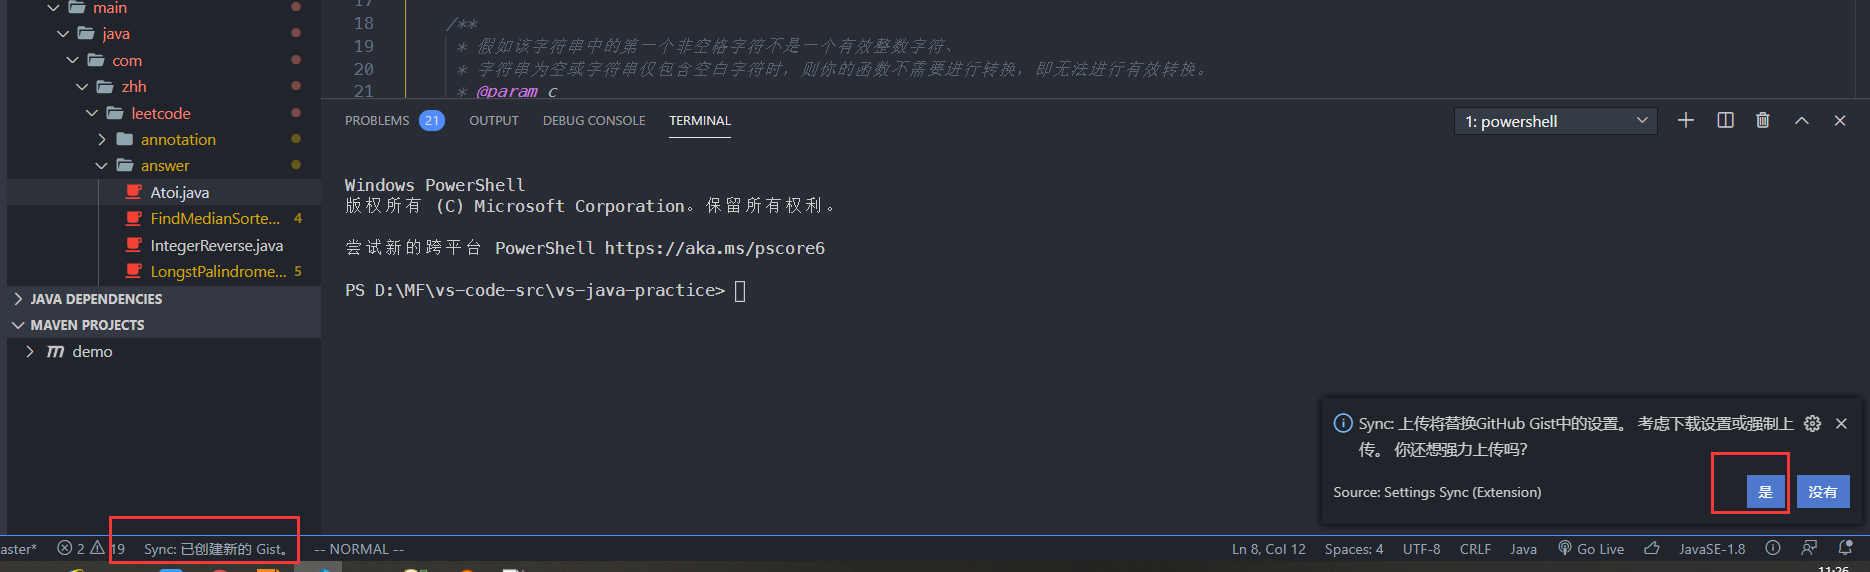 main
java
com
zhh
leetcode
annotation
answer
Atoi.java
FindMedianSorte... 4
IntegerReverse.java
LongstPalindrome... 5
JAVA DEPENDENCIES
MAVEN PROJECTS
demo
17
18 /**
19 * 假如该字符串中的第一个非空格字符不是一个有效整数字符、
20 * 字符串为空或字符串仅包含空白字符时，则你的函数不需要进行转换，即无法进行有效转换。
21 * @param c
PROBLEMS 21 OUTPUT DEBUG CONSOLE TERMINAL 1: powershell
Windows PowerShell
版权所有 (C) Microsoft Corporation。保留所有权利。
尝试新的跨平台 PowerShell https://aka.ms/pscore6
PS D:\MF\vs-code-src\vs-java-practice>
Sync: 上传将替换GitHub Gist中的设置。 考虑下载设置或强制上
传。 你还想强力上传吗?
Source: Settings Sync (Extension) 是 没有
aster* 2 19 Sync: 已创建新的 Gist。 -- NORMAL -- Ln 8, Col 12 Spaces: 4 UTF-8 CRLF Java Go Live JavaSE-1.8
11:26